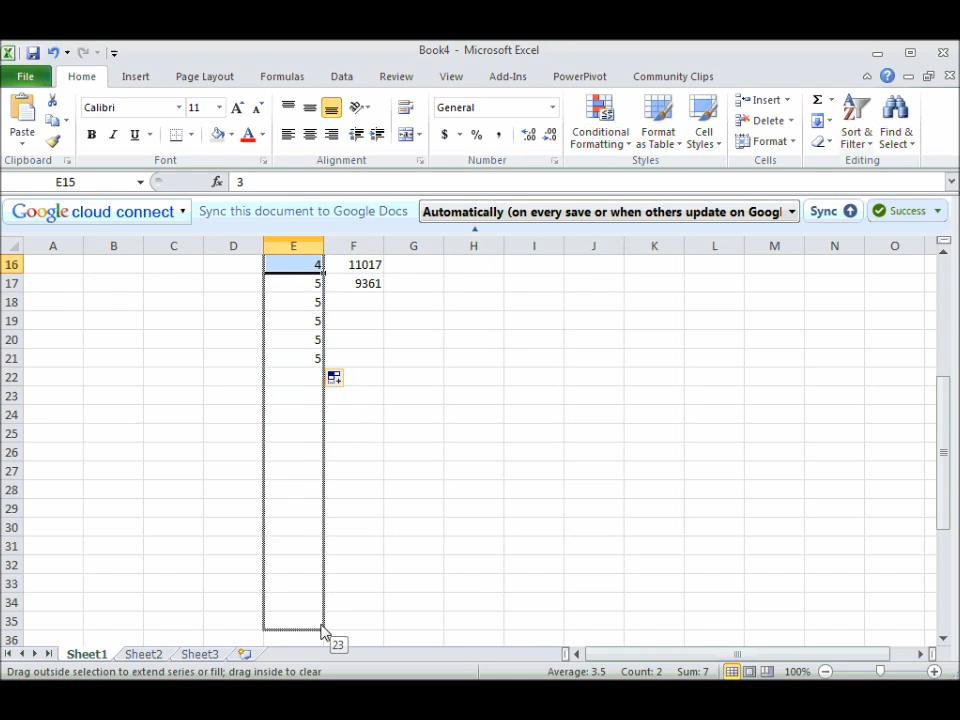 Book4 - Microsoft Excel
File Home Insert Page Layout Formulas Data Review View Add-Ins PowerPivot Community Clips
Paste
Calibri 11
B I U A
General
$ % ,
Conditional Formatting
Format as Table
Cell Styles
Insert
Delete
Format
Σ
Sort & Filter
Find & Select
Clipboard Font Alignment Number Styles Cells Editing
E15 fx 3
Google cloud connect Sync this document to Google Docs Automatically (on every save or when others update on Googl Sync Success
A B C D E F G H I J K L M N O
16 4 11017
17 5 9361
18 5
19 5
20 5
21 5
22
23
24
25
26
27
28
29
30
31
32
33
34
35
36
23
Sheet1 Sheet2 Sheet3
Drag outside selection to extend series or fill; drag inside to clear Average: 3.5 Count: 2 Sum: 7 100%